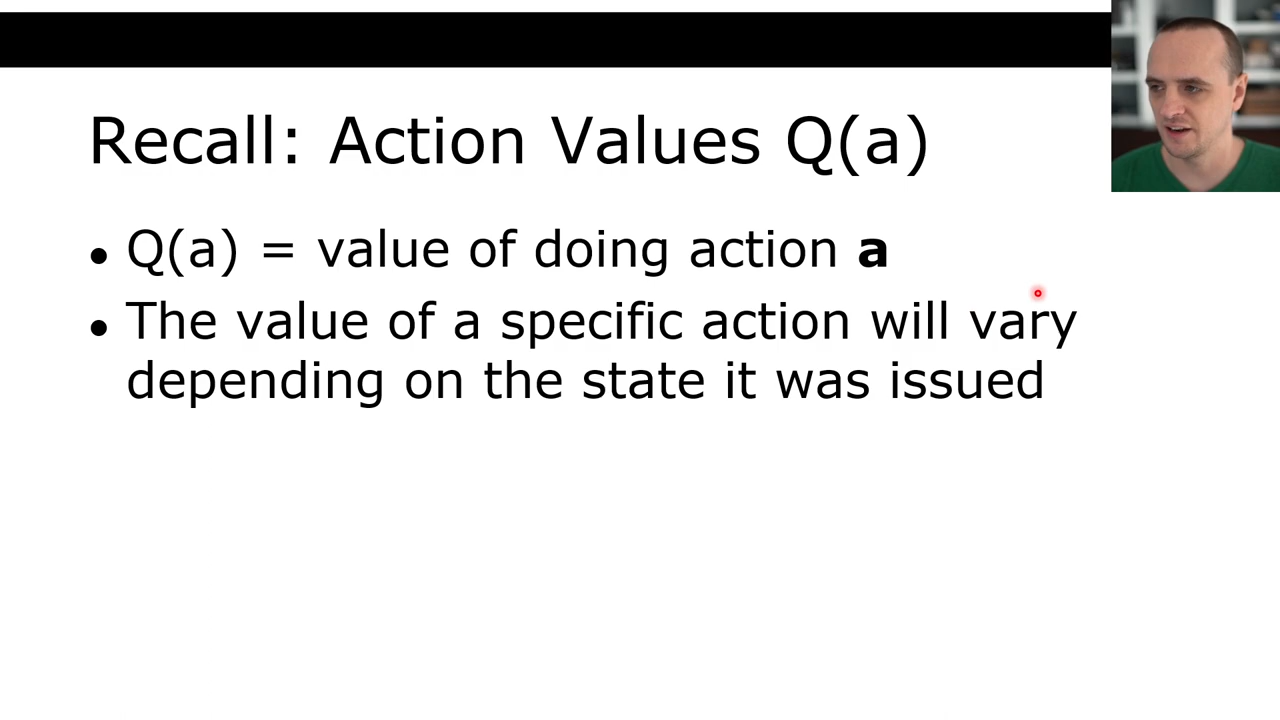 Recall: Action Values Q(a)
• Q(a) = value of doing action a
• The value of a specific action will vary
depending on the state it was issued